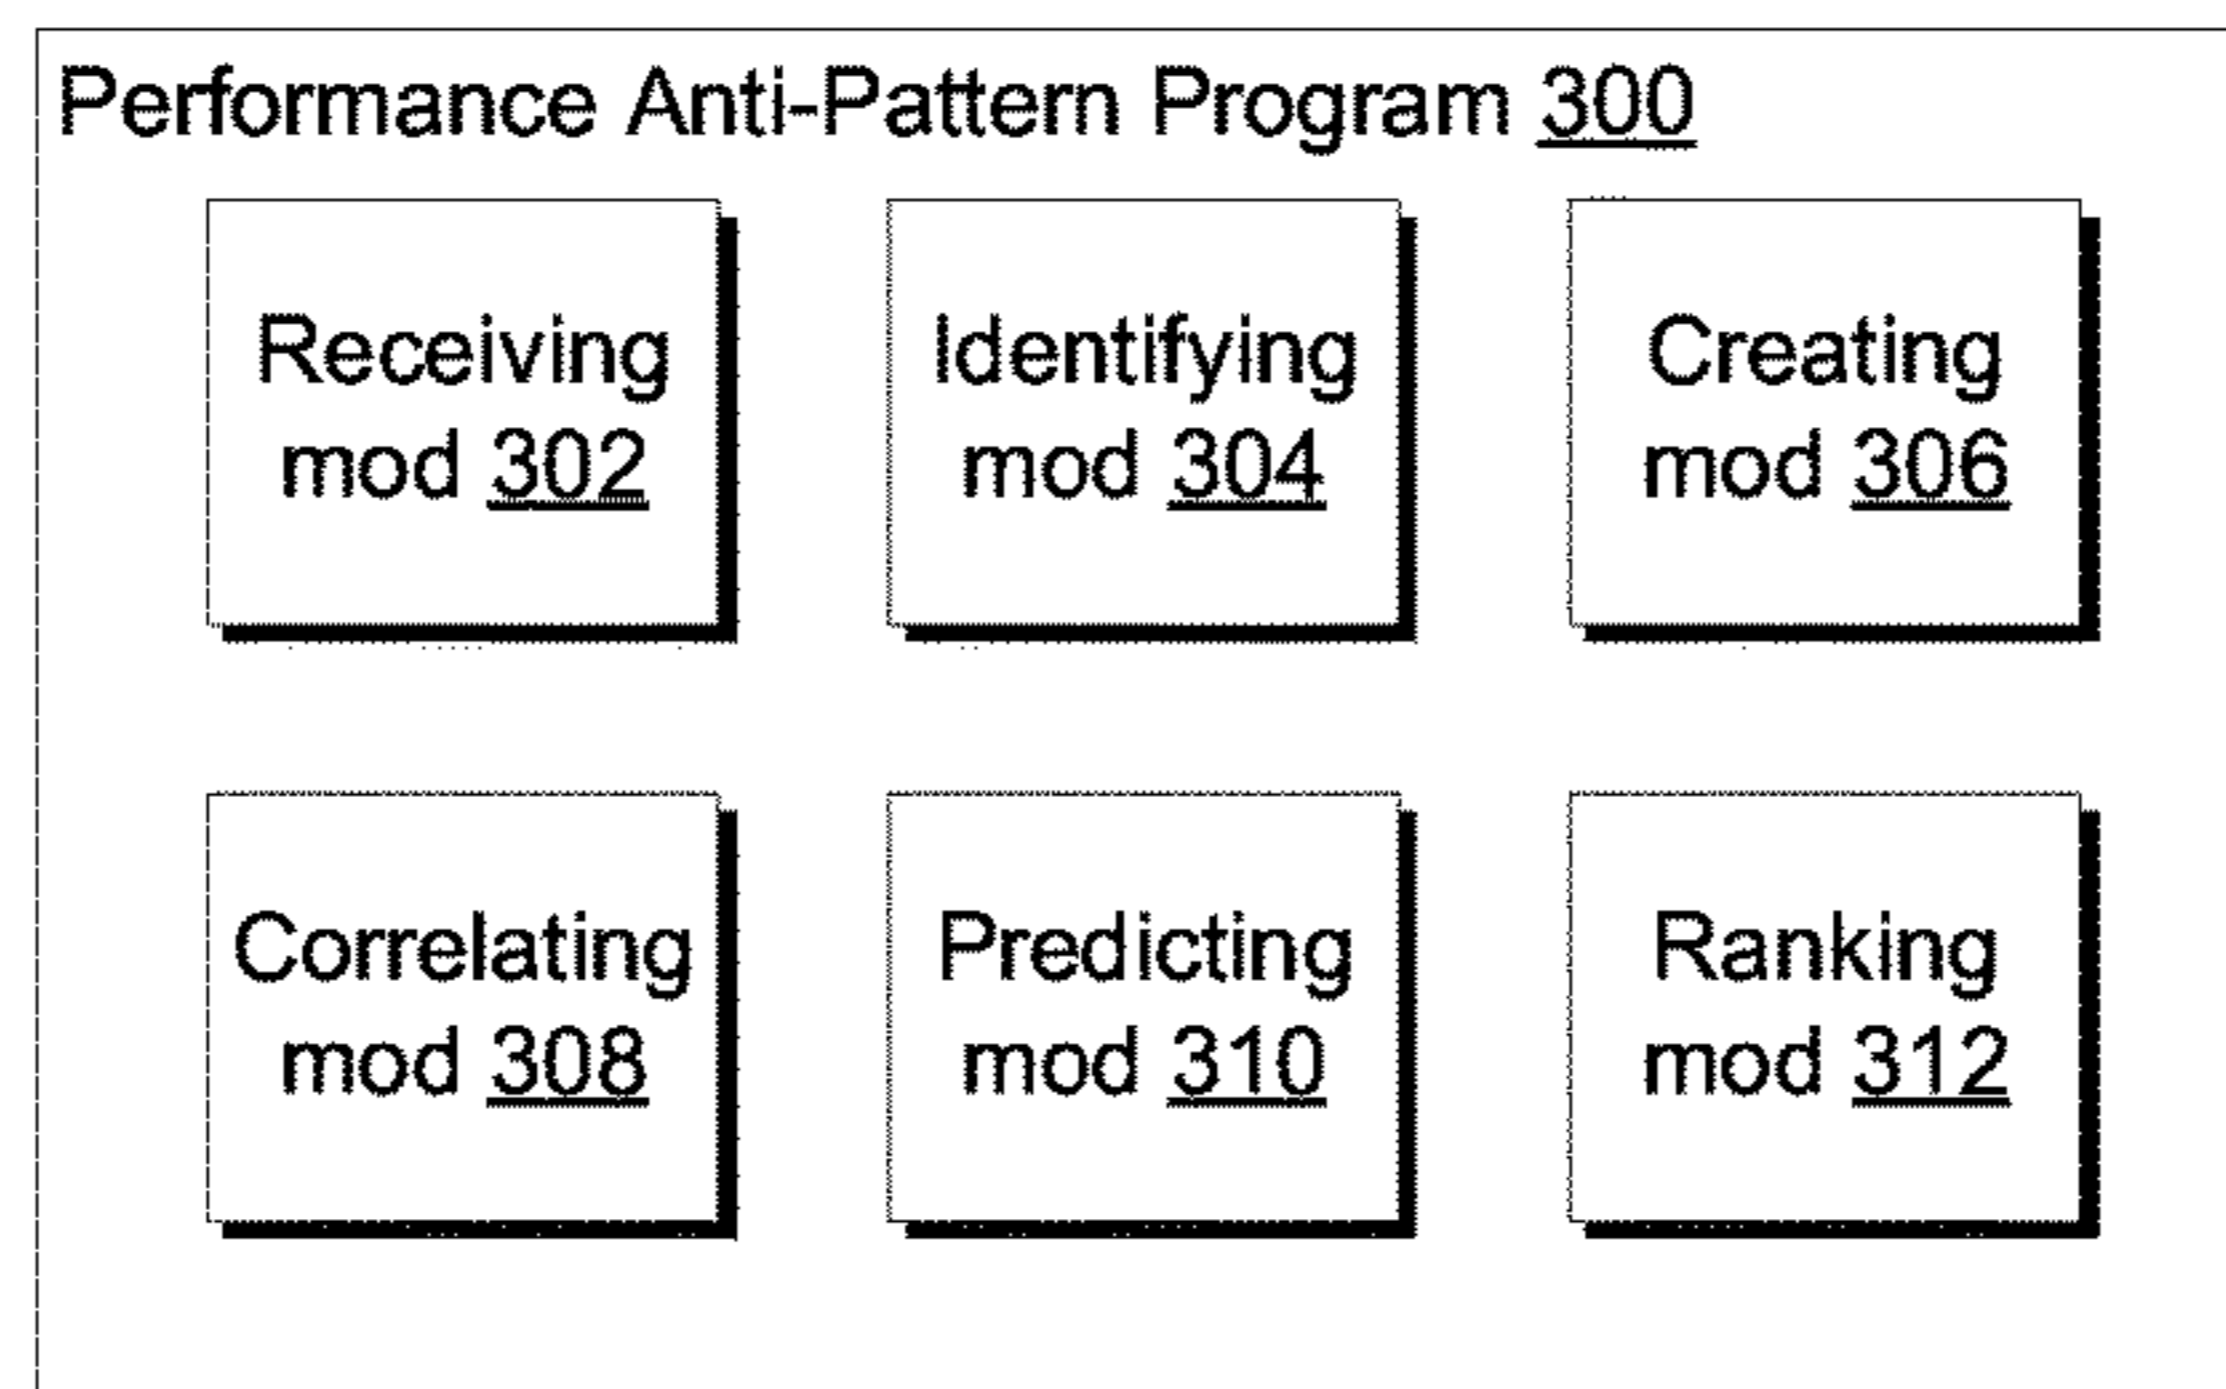 Performance Anti-Pattern Program 300
Receiving
mod 302
Identifying
mod 304
Creating
mod 306
Correlating
mod 308
Predicting
mod 310
Ranking
mod 312